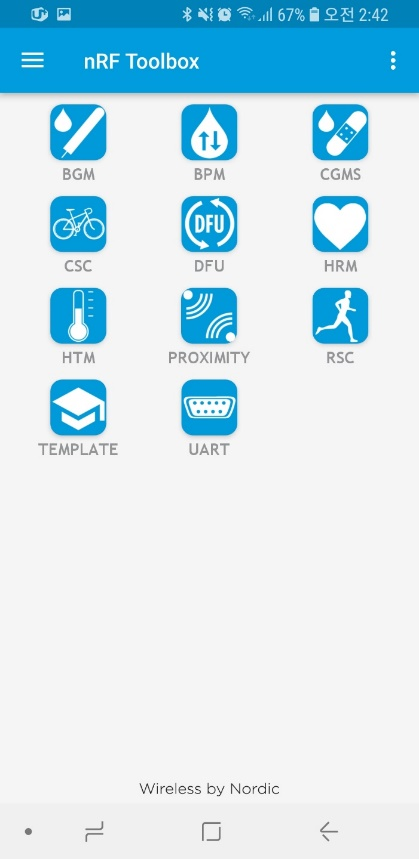 67% 오전 2:42
nRF Toolbox
BGM BPM CGMS
CSC DFU DFU HRM
HTM PROXIMITY RSC
TEMPLATE UART
Wireless by Nordic